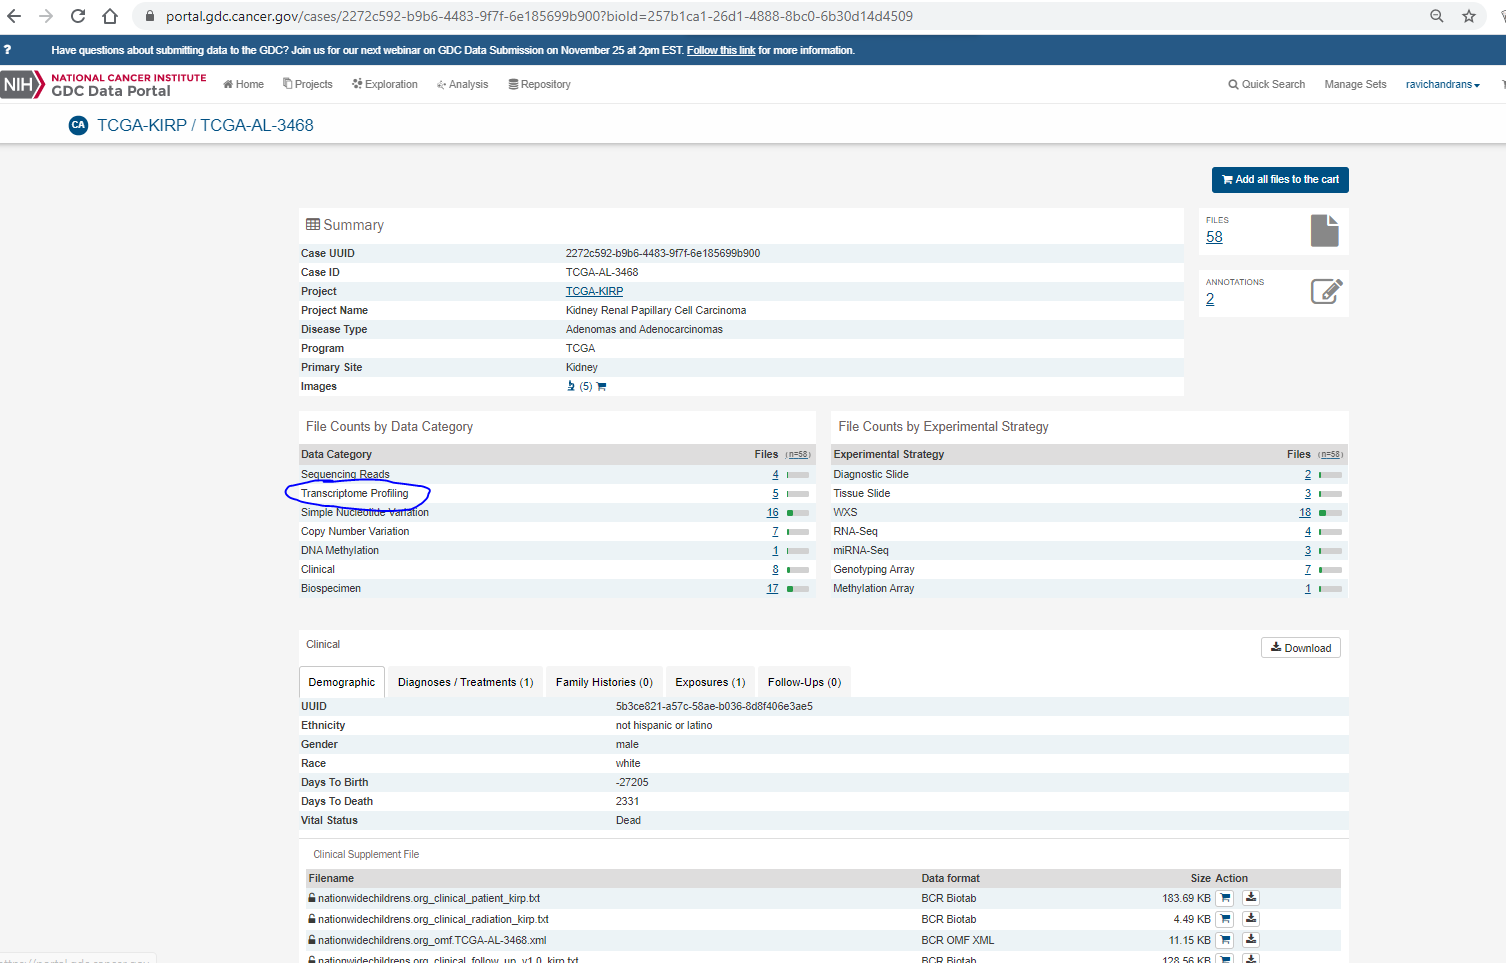 portal.gdc.cancer.gov/cases/2272c592-b9b6-4483-9f7f-6e185699b900?bioId=257b1ca1-26d1-4888-8bc0-6b30d14d4509
? Have questions about submitting data to the GDC? Join us for our next webinar on GDC Data Submission on November 25 at 2pm EST. Follow this link for more information.
NIH NATIONAL CANCER INSTITUTE
GDC Data Portal
Home Projects Exploration Analysis Repository Quick Search Manage Sets ravichandrans
CA TCGA-KIRP / TCGA-AL-3468
Add all files to the cart
Summary
Case UUID 2272c592-b9b6-4483-9f7f-6e185699b900
Case ID TCGA-AL-3468
Project TCGA-KIRP
Project Name Kidney Renal Papillary Cell Carcinoma
Disease Type Adenomas and Adenocarcinomas
Program TCGA
Primary Site Kidney
Images (5)
FILES
58
ANNOTATIONS
2
File Counts by Data Category
Data Category Files (n=58)
Sequencing Reads 4
Transcriptome Profiling 5
Simple Nucleotide Variation 16
Copy Number Variation 7
DNA Methylation 1
Clinical 8
Biospecimen 17
File Counts by Experimental Strategy
Experimental Strategy Files (n=58)
Diagnostic Slide 2
Tissue Slide 3
WXS 18
RNA-Seq 4
miRNA-Seq 3
Genotyping Array 7
Methylation Array 1
Clinical
Download
Demographic Diagnoses / Treatments (1) Family Histories (0) Exposures (1) Follow-Ups (0)
UUID 5b3ce821-a57c-58ae-b036-8d8f406e3ae5
Ethnicity not hispanic or latino
Gender male
Race white
Days To Birth -27205
Days To Death 2331
Vital Status Dead
Clinical Supplement File
Filename Data format Size Action
nationwidechildrens.org_clinical_patient_kirp.txt BCR Biotab 183.69 KB
nationwidechildrens.org_clinical_radiation_kirp.txt BCR Biotab 4.49 KB
nationwidechildrens.org_omf.TCGA-AL-3468.xml BCR OMF XML 11.15 KB
nationwidechildrens.org_clinical_follow_up_v1.0_kirp.txt BCR Biotab 128.56 KB